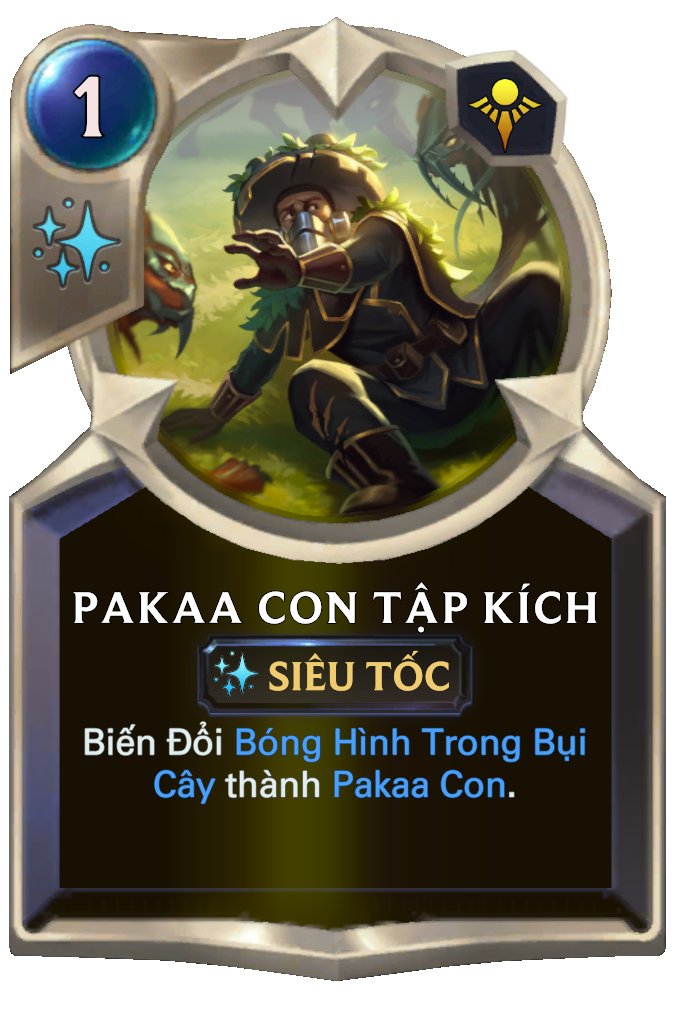 1
PAKAA CON TẬP KÍCH
SIÊU TỐC
Biến Đổi Bóng Hình Trong Bụi
Cây thành Pakaa Con.